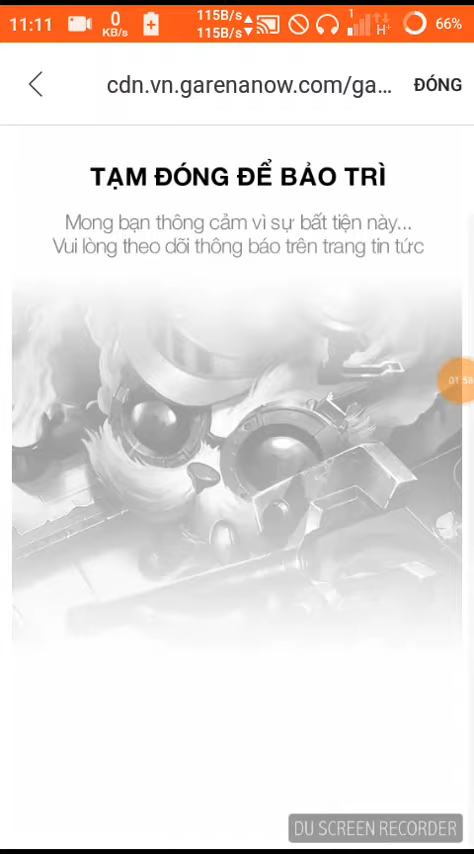 11:11
0
KB/s
115B/s
115B/s
1
H+
66%
cdn.vn.garenanow.com/ga...
ĐÓNG
TẠM ĐÓNG ĐỂ BẢO TRÌ
Mong bạn thông cảm vì sự bất tiện này...
Vui lòng theo dõi thông báo trên trang tin tức
01:58
DU SCREEN RECORDER